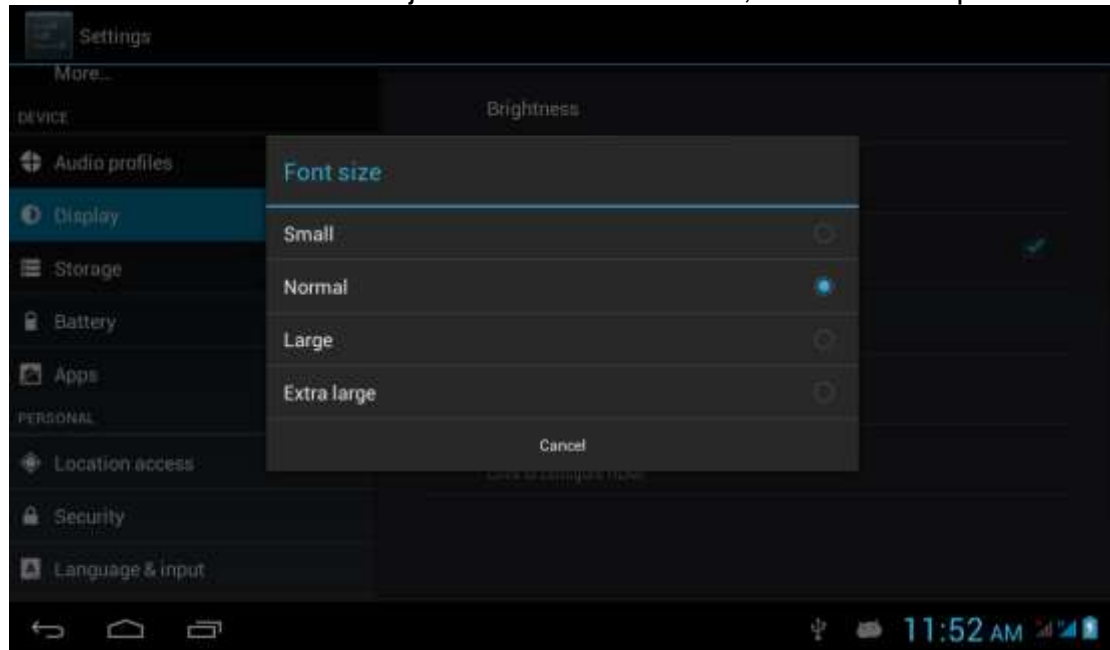 Settings
More...
DEVICE
Brightness
Audio profiles
Font size
Display
Small
Storage
Normal
Battery
Large
Apps
Extra large
PERSONAL
Cancel
Location access
Security
Language & input
11:52 AM